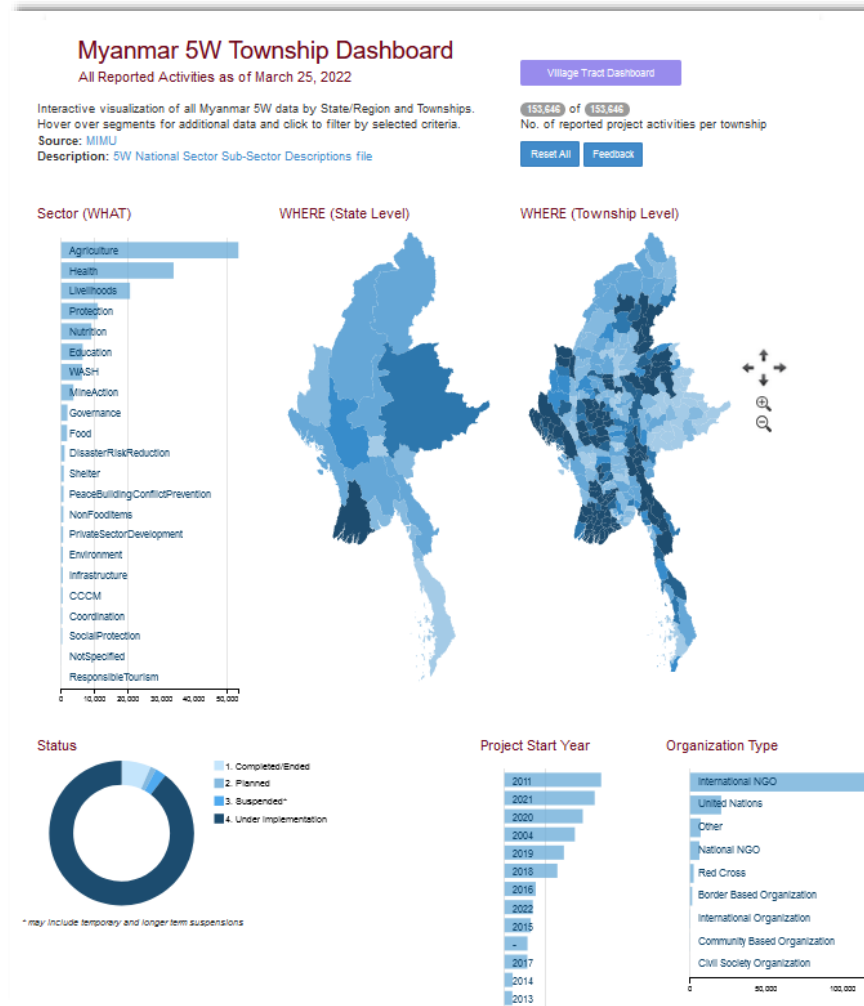 Myanmar 5W Township Dashboard
All Reported Activities as of March 25, 2022
Village Tract Dashboard
Interactive visualization of all Myanmar 5W data by State/Region and Townships.
Hover over segments for additional data and click to filter by selected criteria.
Source: MIMU
Description: 5W National Sector Sub-Sector Descriptions file
153,646 of 153,646
No. of reported project activities per township
Reset All
Feedback
Sector (WHAT)
Agriculture
Health
Livelihoods
Protection
Nutrition
Education
WASH
MineAction
Governance
Food
DisasterRiskReduction
Shelter
PeaceBuildingConflictPrevention
NonFoodItems
PrivateSectorDevelopment
Environment
Infrastructure
CCCM
Coordination
SocialProtection
NotSpecified
ResponsibleTourism
0 10,000 20,000 30,000 40,000 50,000
WHERE (State Level)
WHERE (Township Level)
Status
1. Completed/Ended
2. Planned
3. Suspended*
4. Under Implementation
* may include temporary and longer term suspensions
Project Start Year
2011
2021
2020
2004
2019
2018
2016
2022
2015
-
2017
2014
2013
Organization Type
International NGO
United Nations
Other
National NGO
Red Cross
Border Based Organization
International Organization
Community Based Organization
Civil Society Organization
0 50,000 100,000